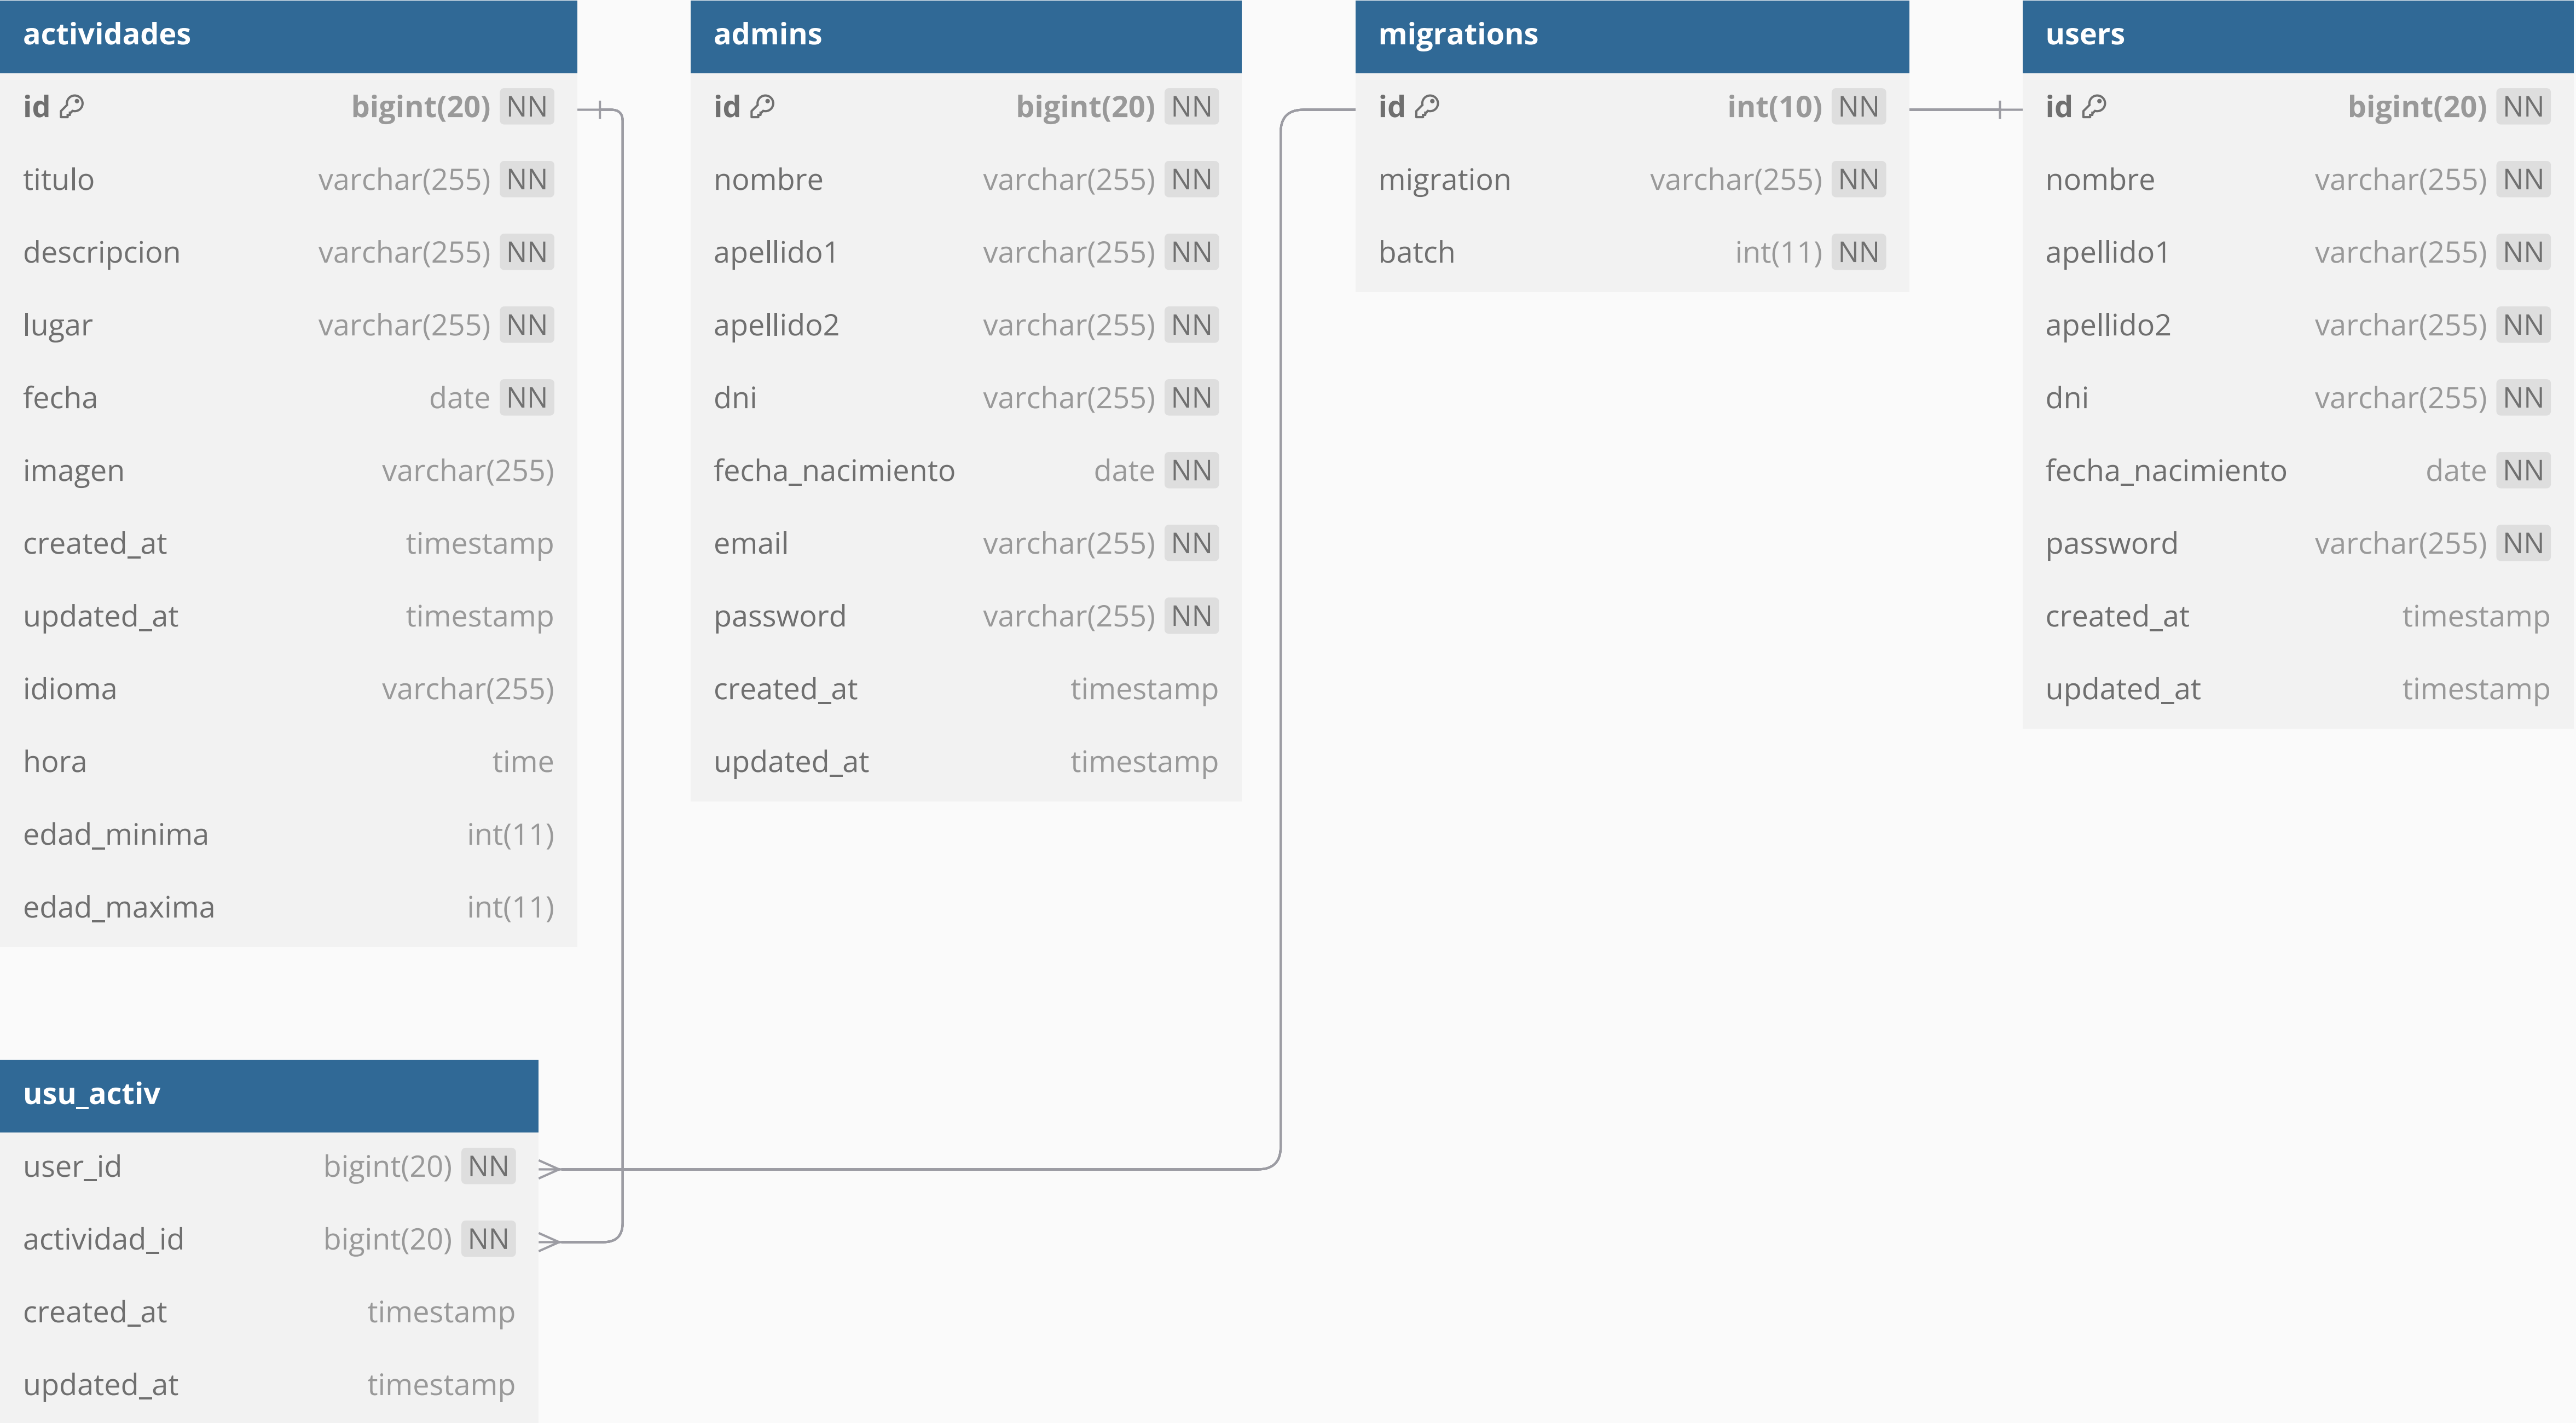 actividades
id bigint(20) NN
titulo varchar(255) NN
descripcion varchar(255) NN
lugar varchar(255) NN
fecha date NN
imagen varchar(255)
created_at timestamp
updated_at timestamp
idioma varchar(255)
hora time
edad_minima int(11)
edad_maxima int(11)
admins
id bigint(20) NN
nombre varchar(255) NN
apellido1 varchar(255) NN
apellido2 varchar(255) NN
dni varchar(255) NN
fecha_nacimiento date NN
email varchar(255) NN
password varchar(255) NN
created_at timestamp
updated_at timestamp
migrations
id int(10) NN
migration varchar(255) NN
batch int(11) NN
users
id bigint(20) NN
nombre varchar(255) NN
apellido1 varchar(255) NN
apellido2 varchar(255) NN
dni varchar(255) NN
fecha_nacimiento date NN
password varchar(255) NN
created_at timestamp
updated_at timestamp
usu_activ
user_id bigint(20) NN
actividad_id bigint(20) NN
created_at timestamp
updated_at timestamp